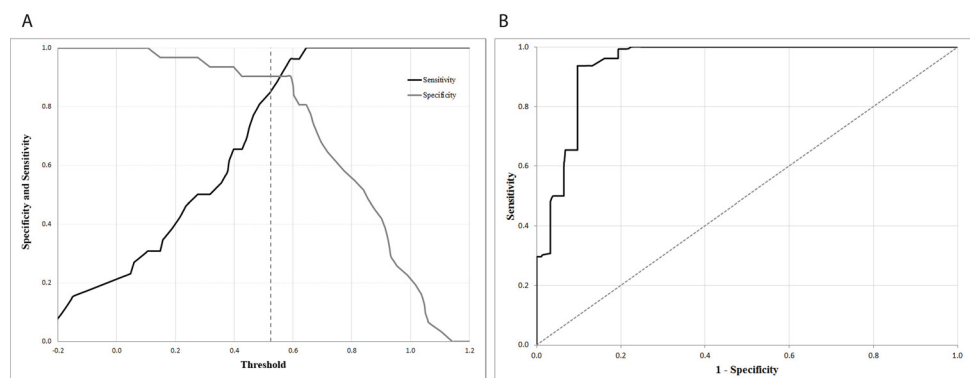 A
1.0
0.8
0.6
0.4
0.2
0.0
-0.2 0.0 0.2 0.4 0.6 0.8 1.0 1.2
Specificity and Sensitivity
Threshold
Sensitivity
Specificity
B
1.0
0.8
0.6
0.4
0.2
0.0
0.0 0.2 0.4 0.6 0.8 1.0
Sensitivity
1 - Specificity